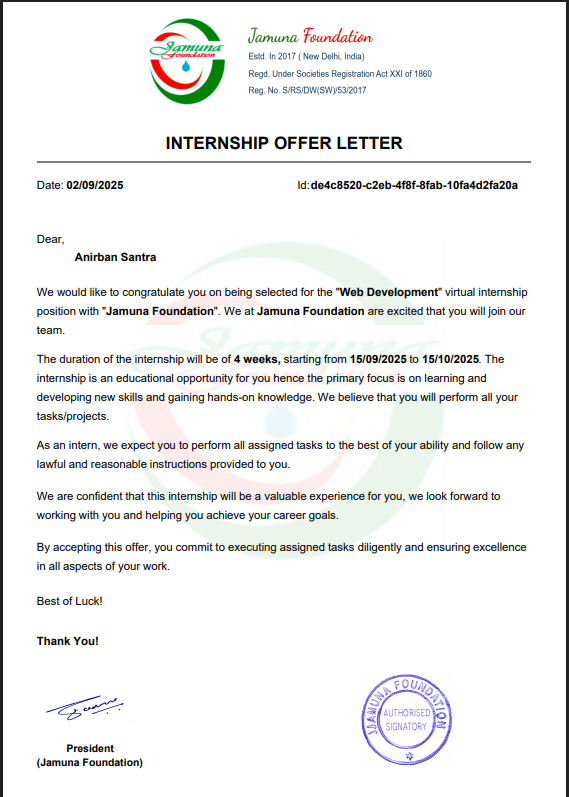 Jamuna
Foundation
Jamuna Foundation
Estd. In 2017 ( New Delhi, India)
Regd. Under Societies Registration Act XXI of 1860
Reg. No. S/RS/DW(SW)/53/2017
INTERNSHIP OFFER LETTER
Date: 02/09/2025 Id:de4c8520-c2eb-4f8f-8fab-10fa4d2fa20a
Dear,
Anirban Santra
We would like to congratulate you on being selected for the "Web Development" virtual internship
position with "Jamuna Foundation". We at Jamuna Foundation are excited that you will join our
team.
The duration of the internship will be of 4 weeks, starting from 15/09/2025 to 15/10/2025. The
internship is an educational opportunity for you hence the primary focus is on learning and
developing new skills and gaining hands-on knowledge. We believe that you will perform all your
tasks/projects.
As an intern, we expect you to perform all assigned tasks to the best of your ability and follow any
lawful and reasonable instructions provided to you.
We are confident that this internship will be a valuable experience for you, we look forward to
working with you and helping you achieve your career goals.
By accepting this offer, you commit to executing assigned tasks diligently and ensuring excellence
in all aspects of your work.
Best of Luck!
Thank You!
JAMUNA FOUNDATION
AUTHORISED
SIGNATORY
President
(Jamuna Foundation)